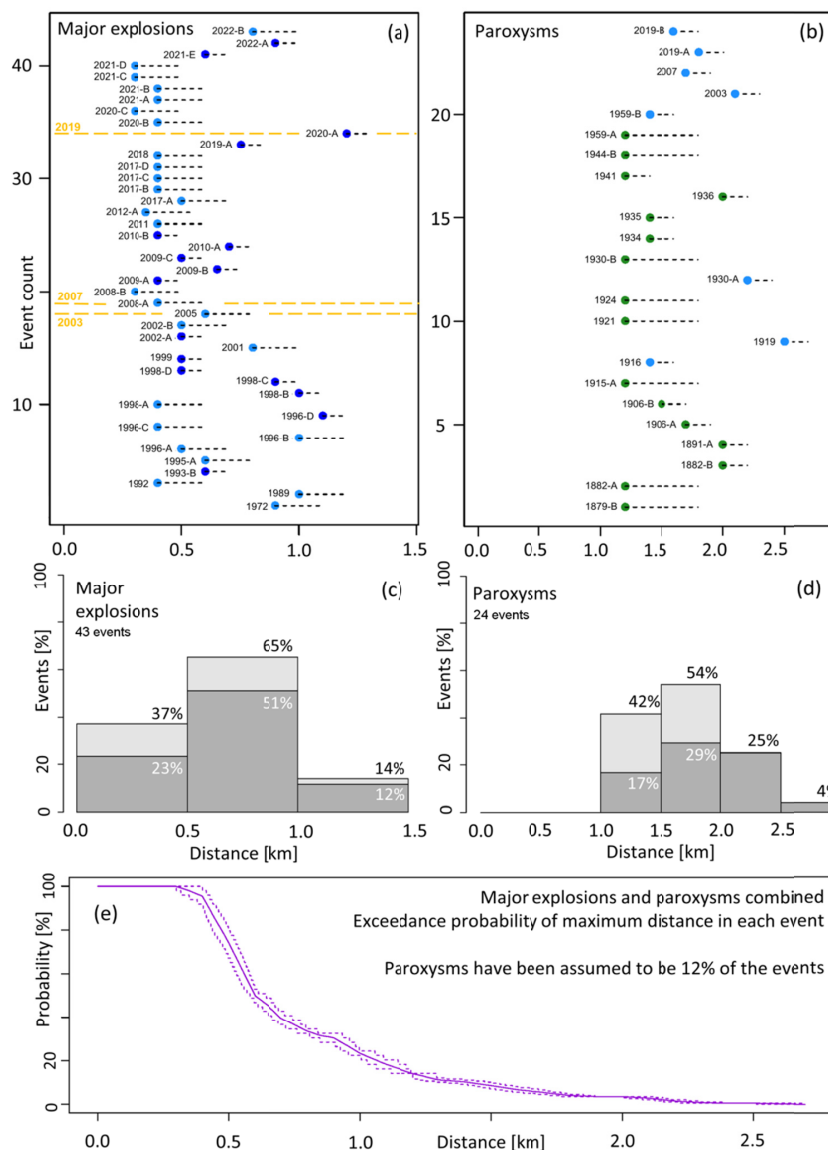 Major explosions
(a)
Event count
40
30
20
10
2022-B
2022-A
2021-E
2021-D
2021-C
2021-B
2021-A
2020-C
2020-B
2019
2020-A
2019-A
2018
2017-D
2017-C
2017-B
2017-A
2012-A
2011
2010-B
2010-A
2009-C
2009-B
2009-A
2008-B
2007
2008-A
2003
2005
2002-B
2002-A
2001
1999
1998-D
1998-C
1998-B
1998-A
1996-D
1996-C
1996-B
1996-A
1995-A
1993-B
1992
1989
1972
0.0 0.5 1.0 1.5
Paroxysms
(b)
20
15
10
5
2019-B
2019-A
2007
2003
1959-B
1959-A
1944-B
1941
1936
1935
1934
1930-B
1930-A
1924
1921
1919
1916
1915-A
1906-B
1906-A
1891-A
1882-B
1882-A
1879-B
0.0 0.5 1.0 1.5 2.0 2.5
Major
explosions
43 events
(c)
Events [%]
100
20
0
37%
23%
65%
51%
14%
12%
0.0 0.5 1.0 1.5
Distance [km]
Paroxysms
24 events
(d)
Events [%]
100
20
0
42%
17%
54%
29%
25%
4%
0.0 0.5 1.0 1.5 2.0 2.5
Distance [km]
(e)
Major explosions and paroxysms combined
Exceedance probability of maximum distance in each event
Paroxysms have been assumed to be 12% of the events
Probability [%]
100
20
0
0.0 0.5 1.0 Distance [km] 2.0 2.5